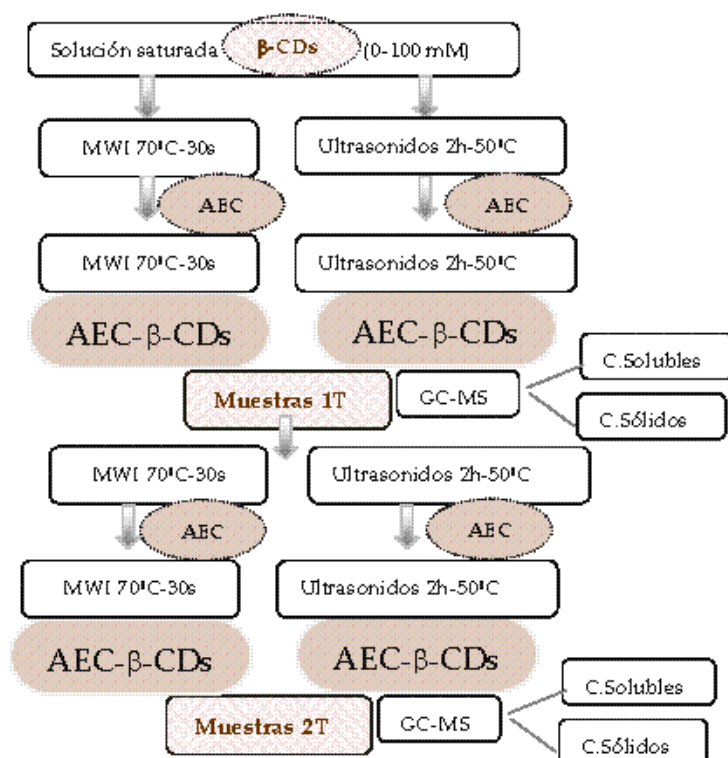 Solución saturada β-CDs (0-100 mM)
MWI 70ºC-30s
Ultrasonidos 2h-50ºC
AEC
AEC
MWI 70ºC-30s
Ultrasonidos 2h-50ºC
AEC-β-CDs
AEC-β-CDs
C.Solubles
Muestras 1T
GC-MS
C.Sólidos
MWI 70ºC-30s
Ultrasonidos 2h-50ºC
AEC
AEC
MWI 70ºC-30s
Ultrasonidos 2h-50ºC
AEC-β-CDs
AEC-β-CDs
C.Solubles
Muestras 2T
GC-MS
C.Sólidos